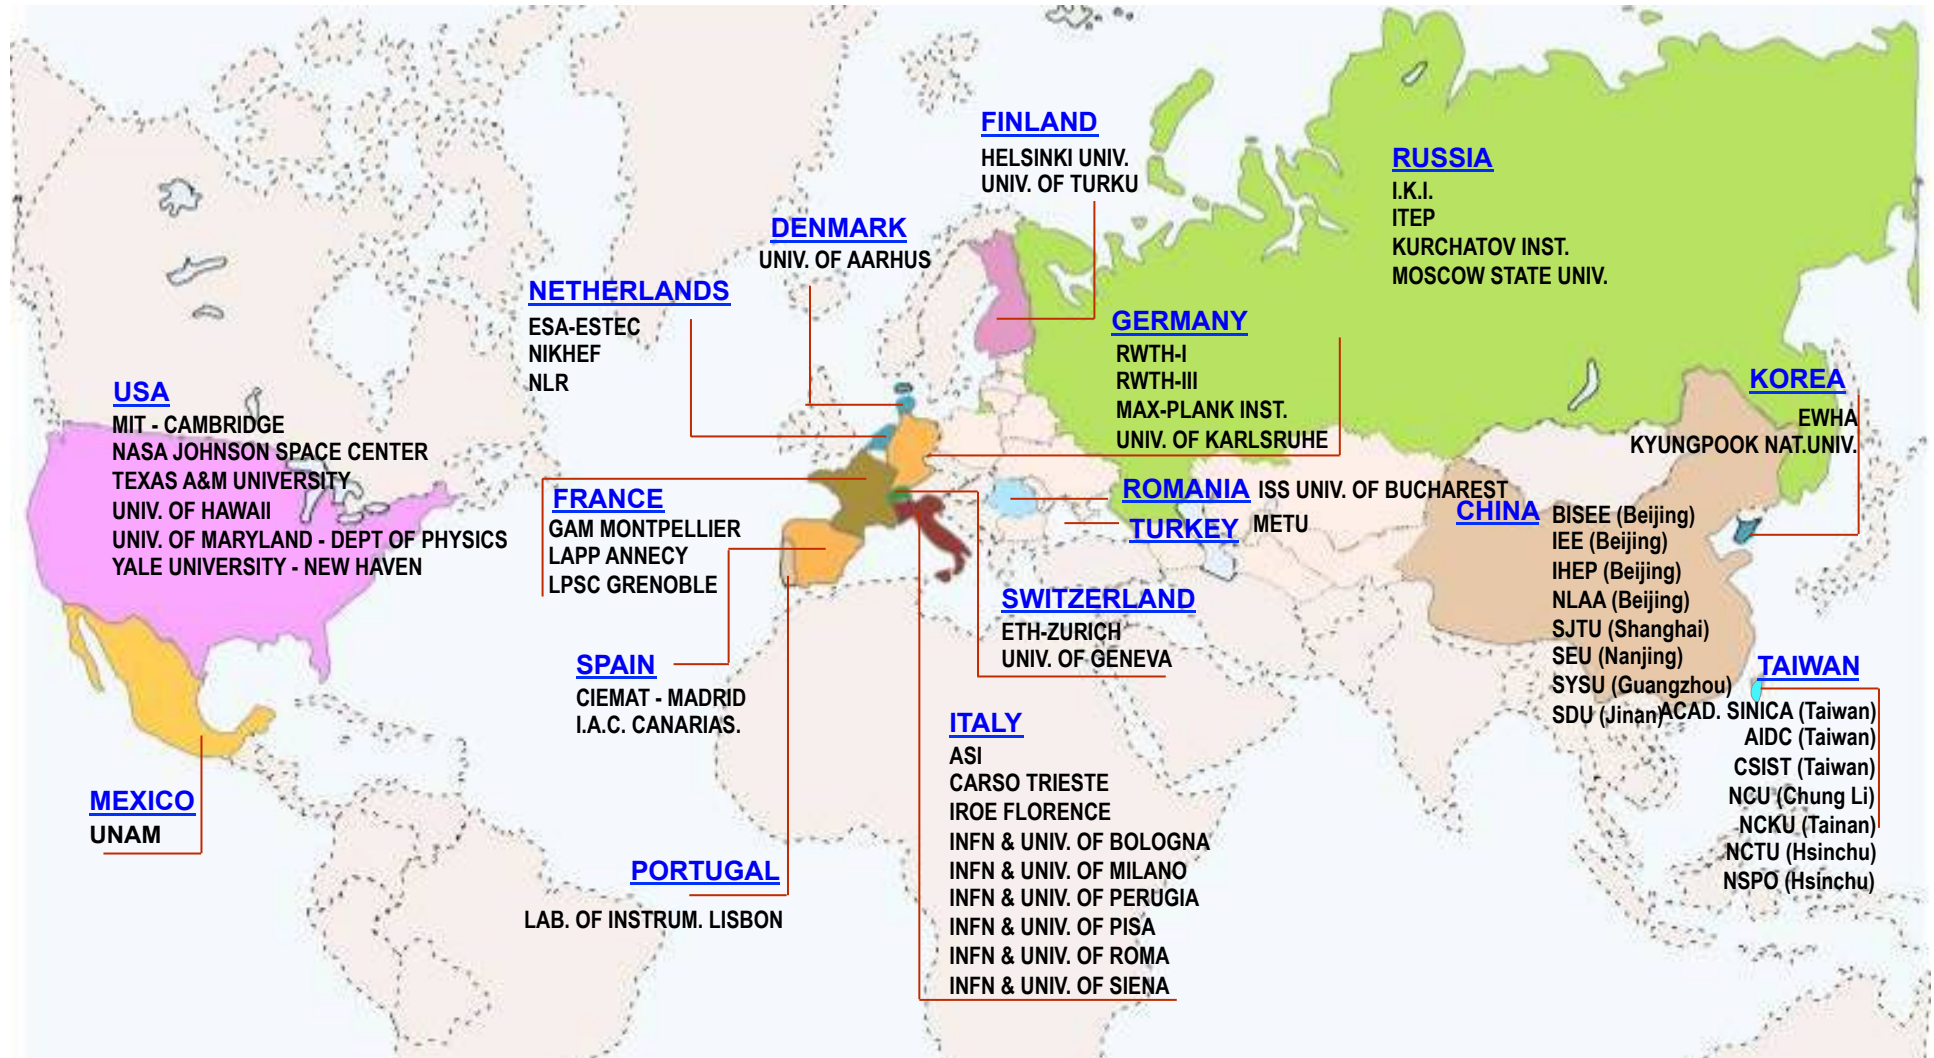 FINLAND
HELSINKI UNIV.
UNIV. OF TURKU
RUSSIA
I.K.I.
ITEP
KURCHATOV INST.
MOSCOW STATE UNIV.
DENMARK
UNIV. OF AARHUS
NETHERLANDS
ESA-ESTEC
NIKHEF
NLR
GERMANY
RWTH-I
RWTH-III
MAX-PLANK INST.
UNIV. OF KARLSRUHE
KOREA
EWHA
KYUNGPOOK NAT.UNIV.
USA
MIT - CAMBRIDGE
NASA JOHNSON SPACE CENTER
TEXAS A&M UNIVERSITY
UNIV. OF HAWAII
UNIV. OF MARYLAND - DEPT OF PHYSICS
YALE UNIVERSITY - NEW HAVEN
FRANCE
GAM MONTPELLIER
LAPP ANNECY
LPSC GRENOBLE
ROMANIA ISS UNIV. OF BUCHAREST
TURKEY METU
CHINA
BISEE (Beijing)
IEE (Beijing)
IHEP (Beijing)
NLAA (Beijing)
SJTU (Shanghai)
SEU (Nanjing)
SYSU (Guangzhou)
SDU (Jinan)
SWITZERLAND
ETH-ZURICH
UNIV. OF GENEVA
SPAIN
CIEMAT - MADRID
I.A.C. CANARIAS.
TAIWAN
ACAD. SINICA (Taiwan)
AIDC (Taiwan)
CSIST (Taiwan)
NCU (Chung Li)
NCKU (Tainan)
NCTU (Hsinchu)
NSPO (Hsinchu)
ITALY
ASI
CARSO TRIESTE
IROE FLORENCE
INFN & UNIV. OF BOLOGNA
INFN & UNIV. OF MILANO
INFN & UNIV. OF PERUGIA
INFN & UNIV. OF PISA
INFN & UNIV. OF ROMA
INFN & UNIV. OF SIENA
MEXICO
UNAM
PORTUGAL
LAB. OF INSTRUM. LISBON